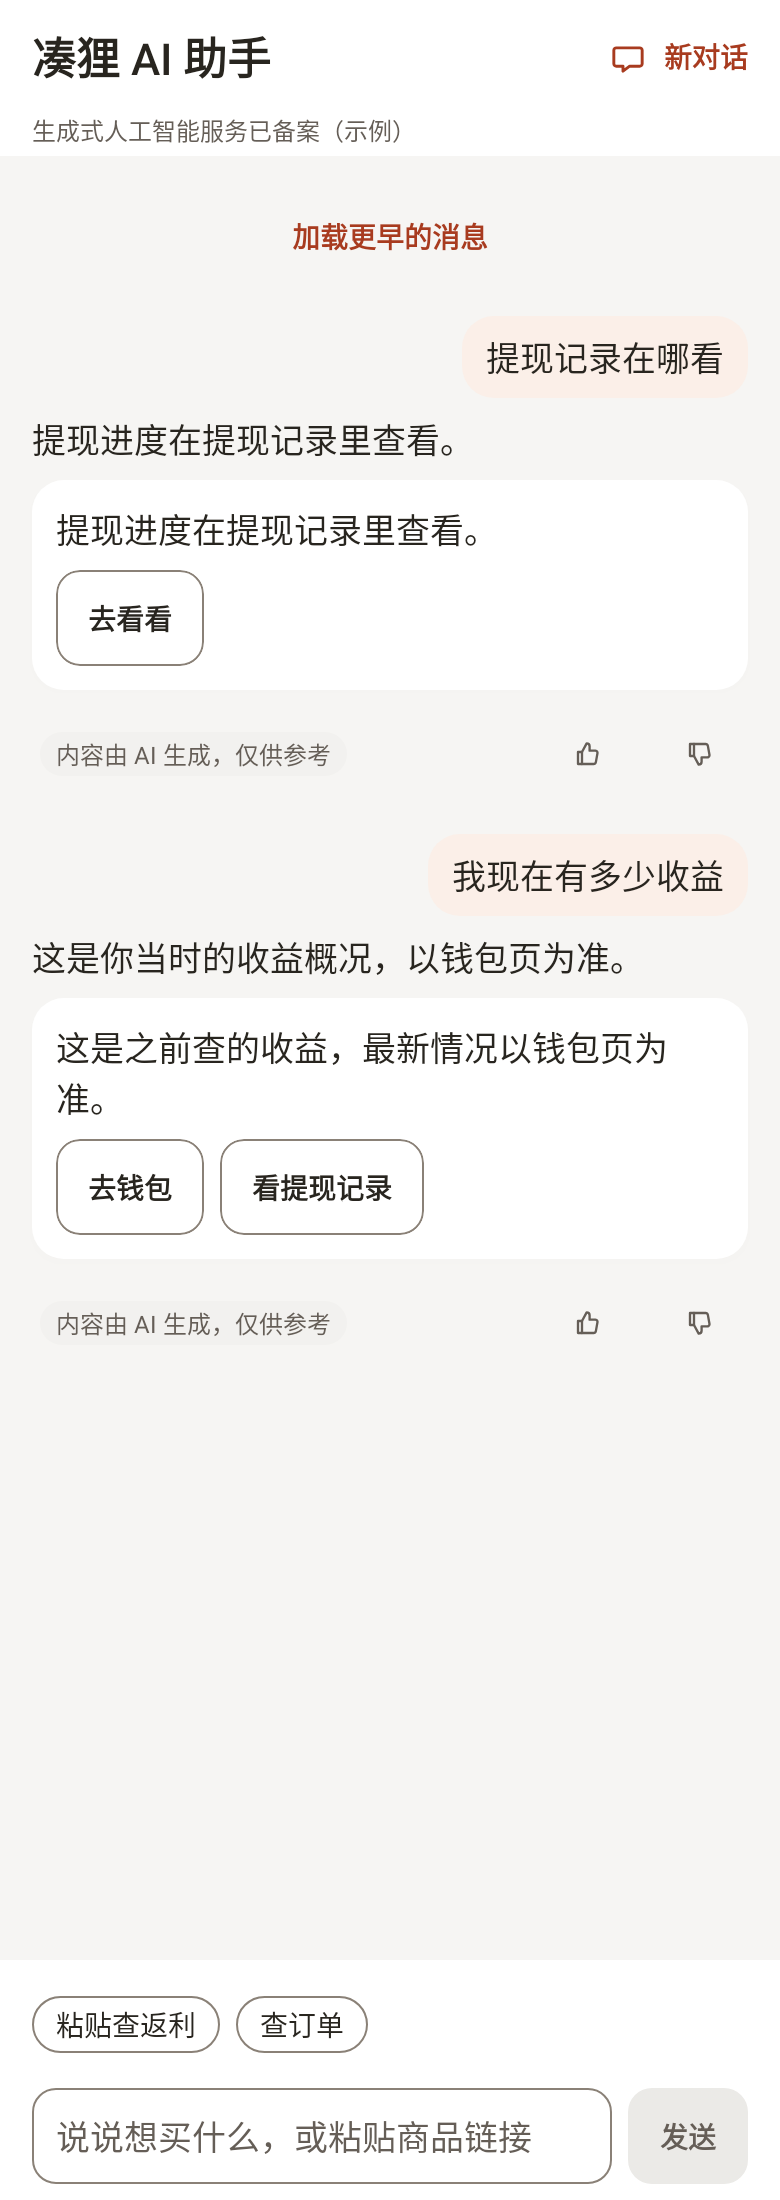 凑狸 AI 助手
新对话
生成式人工智能服务已备案（示例）
加载更早的消息
提现记录在哪看
提现进度在提现记录里查看。
提现进度在提现记录里查看。
去看看
内容由 AI 生成，仅供参考
我现在有多少收益
这是你当时的收益概况，以钱包页为准。
这是之前查的收益，最新情况以钱包页为
准。
去钱包
看提现记录
内容由 AI 生成，仅供参考
粘贴查返利
查订单
说说想买什么，或粘贴商品链接
发送